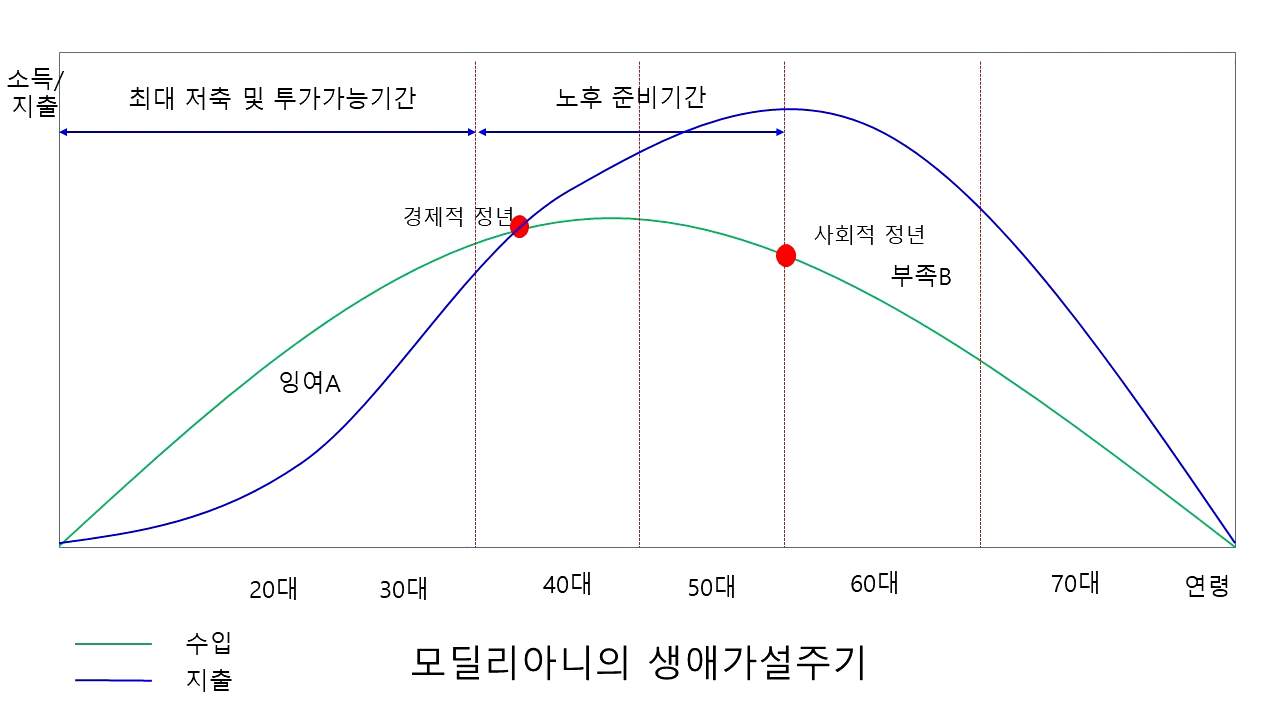 소득/
지출
최대 저축 및 투가가능기간
노후 준비기간
경제적 정년
사회적 정년
부족B
잉여A
20대
30대
40대
50대
60대
70대
연령
수입
지출
모딜리아니의 생애가설주기